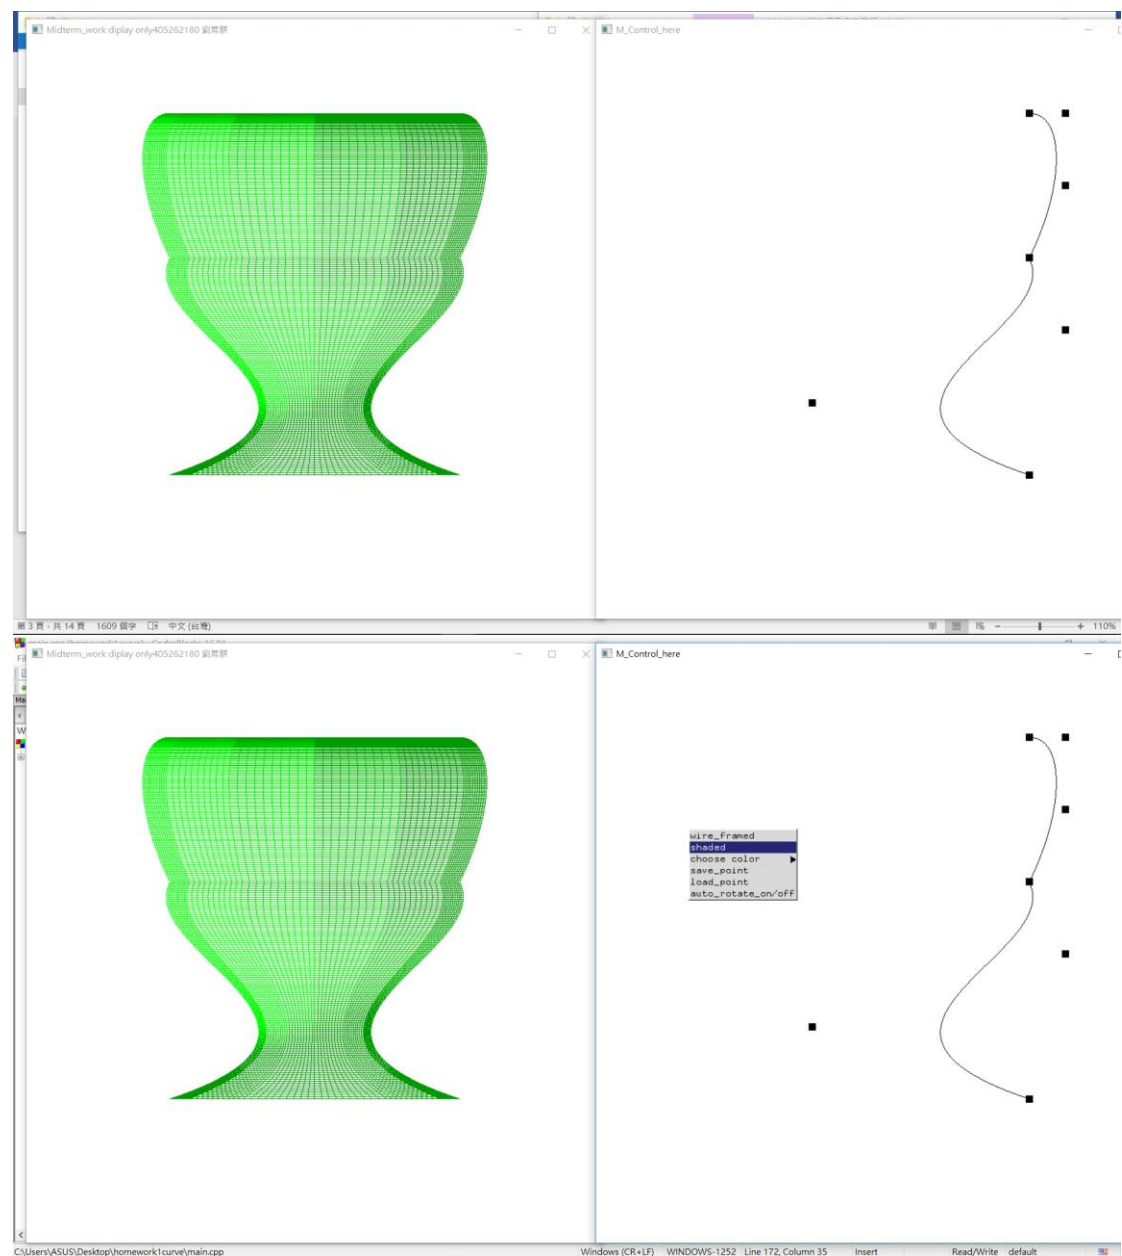 Midterm_work diplay only405262180 劉育騏
M_Control_here
第 3 頁，共 14 頁 1609 個字 中文 (台灣)
110%
Midterm_work diplay only405262180 劉育騏
M_Control_here
wire_framed
shaded
choose color
save_point
load_point
auto_rotate_on/off
C:\Users\ASUS\Desktop\homework1curve\main.cpp
Windows (CR+LF) WINDOWS-1252 Line 172, Column 35 Insert Read/Write default